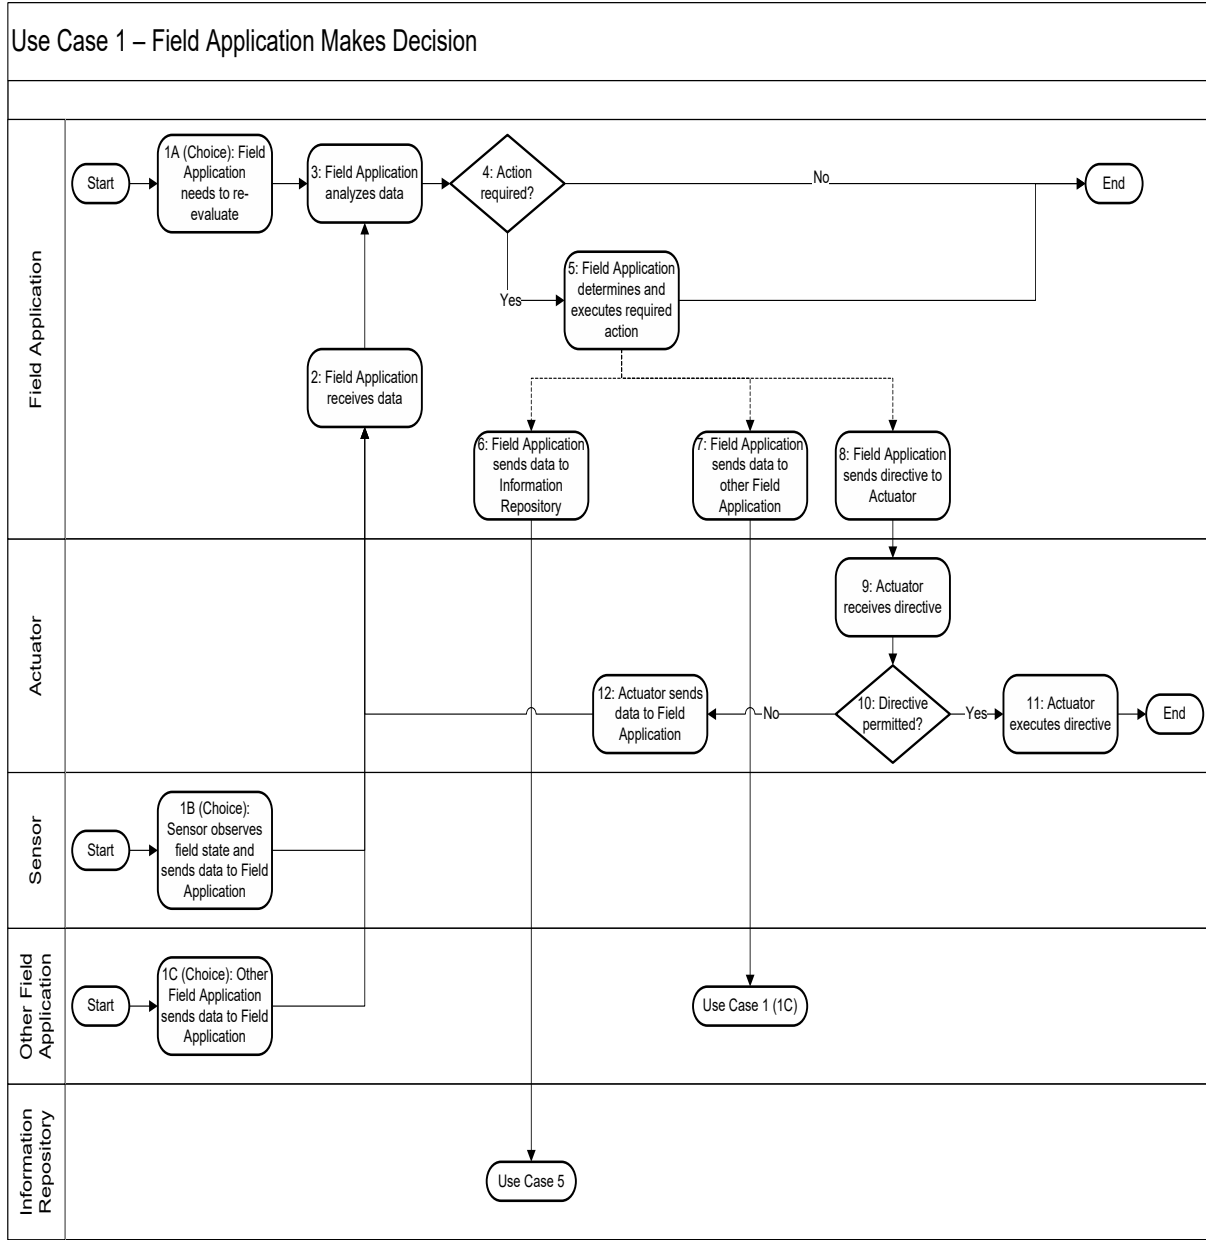 Use Case 1 – Field Application Makes Decision
Field Application
Start
1A (Choice): Field
Application
needs to re-
evaluate
3: Field Application
analyzes data
4: Action
required?
No
End
Yes
5: Field Application
determines and
executes required
action
2: Field Application
receives data
6: Field Application
sends data to
Information
Repository
7: Field Application
sends data to
other Field
Application
8: Field Application
sends directive to
Actuator
Actuator
9: Actuator
receives directive
12: Actuator sends
data to Field
Application
No
10: Directive
permitted?
Yes
11: Actuator
executes directive
End
Sensor
Start
1B (Choice):
Sensor observes
field state and
sends data to Field
Application
Other Field
Application
Start
1C (Choice): Other
Field Application
sends data to Field
Application
Use Case 1 (1C)
Information
Repository
Use Case 5